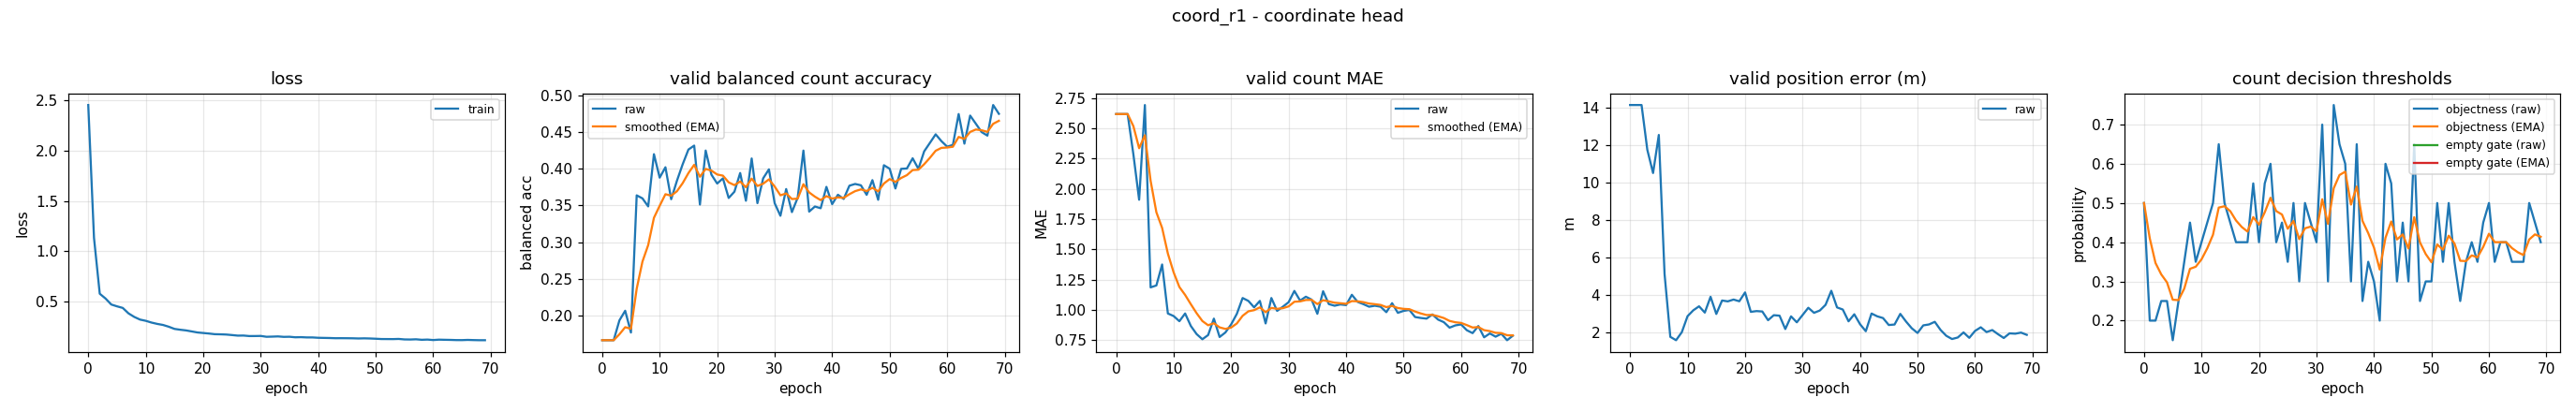 coord_r1 - coordinate head
loss
2.5
2.0
1.5
1.0
0.5
loss
0
10
20
30
40
50
60
70
epoch
train
valid balanced count accuracy
0.50
0.45
0.40
0.35
0.30
0.25
0.20
balanced acc
0
10
20
30
40
50
60
70
epoch
raw
smoothed (EMA)
valid count MAE
2.75
2.50
2.25
2.00
1.75
1.50
1.25
1.00
0.75
MAE
0
10
20
30
40
50
60
70
epoch
raw
smoothed (EMA)
valid position error (m)
14
12
10
8
6
4
2
m
0
10
20
30
40
50
60
70
epoch
raw
count decision thresholds
0.7
0.6
0.5
0.4
0.3
0.2
probability
0
10
20
30
40
50
60
70
epoch
objectness (raw)
objectness (EMA)
empty gate (raw)
empty gate (EMA)